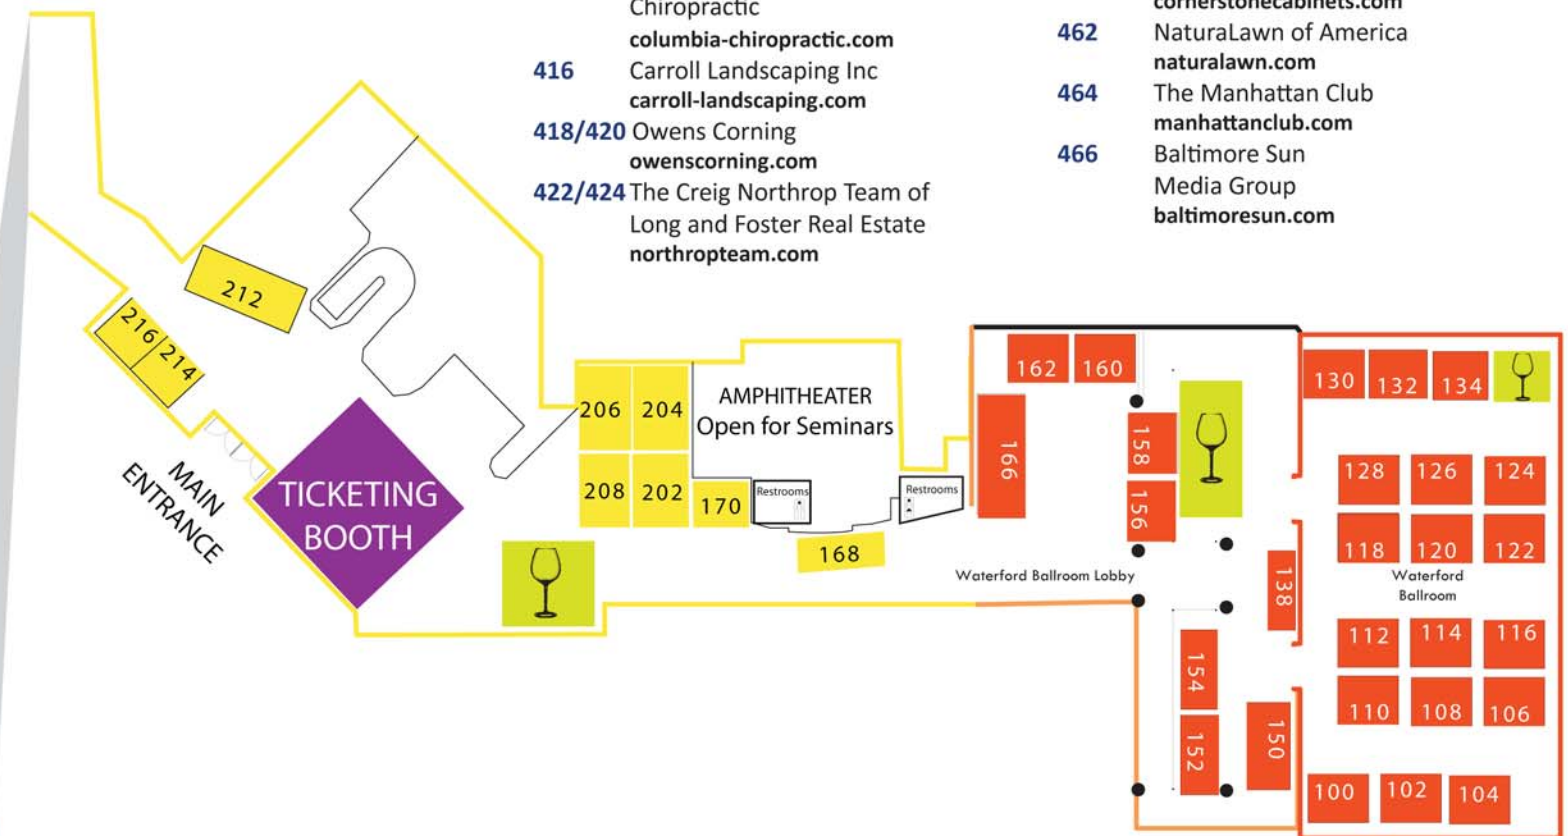 Chiropractic
columbia-chiropractic.com
416 Carroll Landscaping Inc
carroll-landscaping.com
418/420 Owens Corning
owenscorning.com
422/424 The Creig Northrop Team of
Long and Foster Real Estate
northropteam.com
cornerstonecabinets.com
462 NaturaLawn of America
naturalawn.com
464 The Manhattan Club
manhattanclub.com
466 Baltimore Sun
Media Group
baltimoresun.com
212
216
214
MAIN
ENTRANCE
TICKETING
BOOTH
206 204
208 202
170
AMPHITHEATER
Open for Seminars
Restrooms
Restrooms
168
Waterford Ballroom Lobby
162 160
166
158
156
154
152
150
138
130 132 134
128 126 124
118 120 122
Waterford
Ballroom
112 114 116
110 108 106
100 102 104